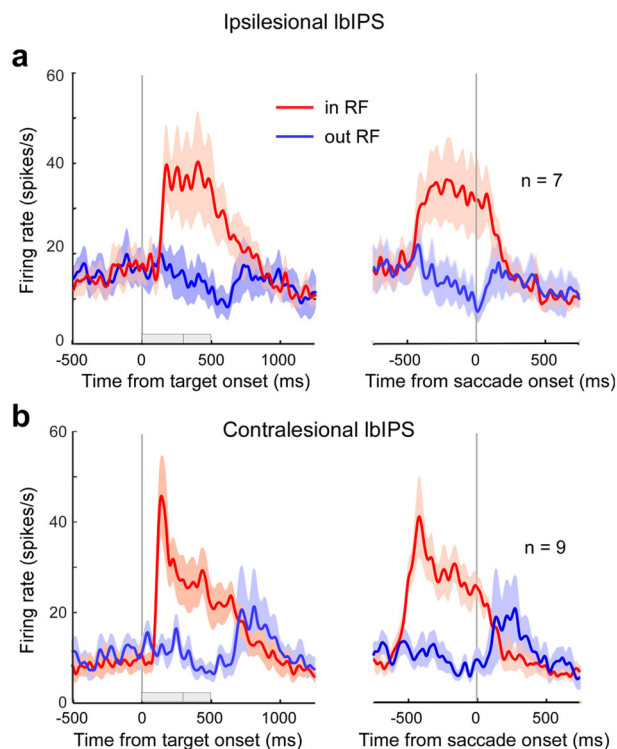 Ipsilesional lbIPS
a
60
40
20
0
Firing rate (spikes/s)
in RF
out RF
n = 7
-500 0 500 1000
-500 0 500
Time from target onset (ms)
Time from saccade onset (ms)
b
Contralesional lbIPS
60
40
20
0
Firing rate (spikes/s)
n = 9
-500 0 500 1000
-500 0 500
Time from target onset (ms)
Time from saccade onset (ms)